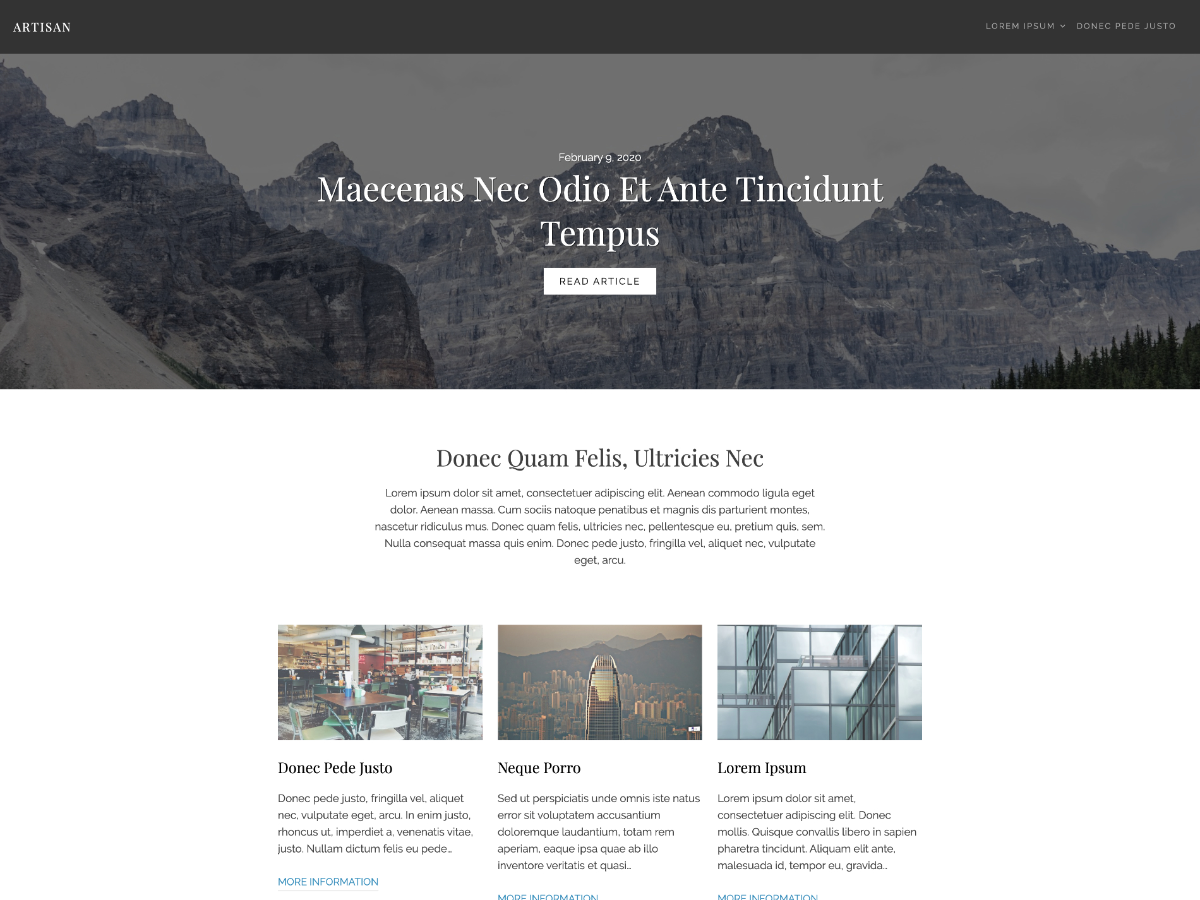 ARTISAN
LOREM IPSUM DONEC PEDE JUSTO
February 9, 2020
Maecenas Nec Odio Et Ante Tincidunt
Tempus
READ ARTICLE
Donec Quam Felis, Ultricies Nec
Lorem ipsum dolor sit amet, consectetuer adipiscing elit. Aenean commodo ligula eget
dolor. Aenean massa. Cum sociis natoque penatibus et magnis dis parturient montes,
nascetur ridiculus mus. Donec quam felis, ultricies nec, pellentesque eu, pretium quis, sem.
Nulla consequat massa quis enim. Donec pede justo, fringilla vel, aliquet nec, vulputate
eget, arcu.
Donec Pede Justo
Donec pede justo, fringilla vel, aliquet
nec, vulputate eget, arcu. In enim justo,
rhoncus ut, imperdiet a, venenatis vitae,
justo. Nullam dictum felis eu pede...
MORE INFORMATION
Neque Porro
Sed ut perspiciatis unde omnis iste natus
error sit voluptatem accusantium
doloremque laudantium, totam rem
aperiam, eaque ipsa quae ab illo
inventore veritatis et quasi...
MORE INFORMATION
Lorem Ipsum
Lorem ipsum dolor sit amet,
consectetuer adipiscing elit. Donec
mollis. Quisque convallis libero in sapien
pharetra tincidunt. Aliquam elit ante,
malesuada id, tempor eu, gravida...
MORE INFORMATION